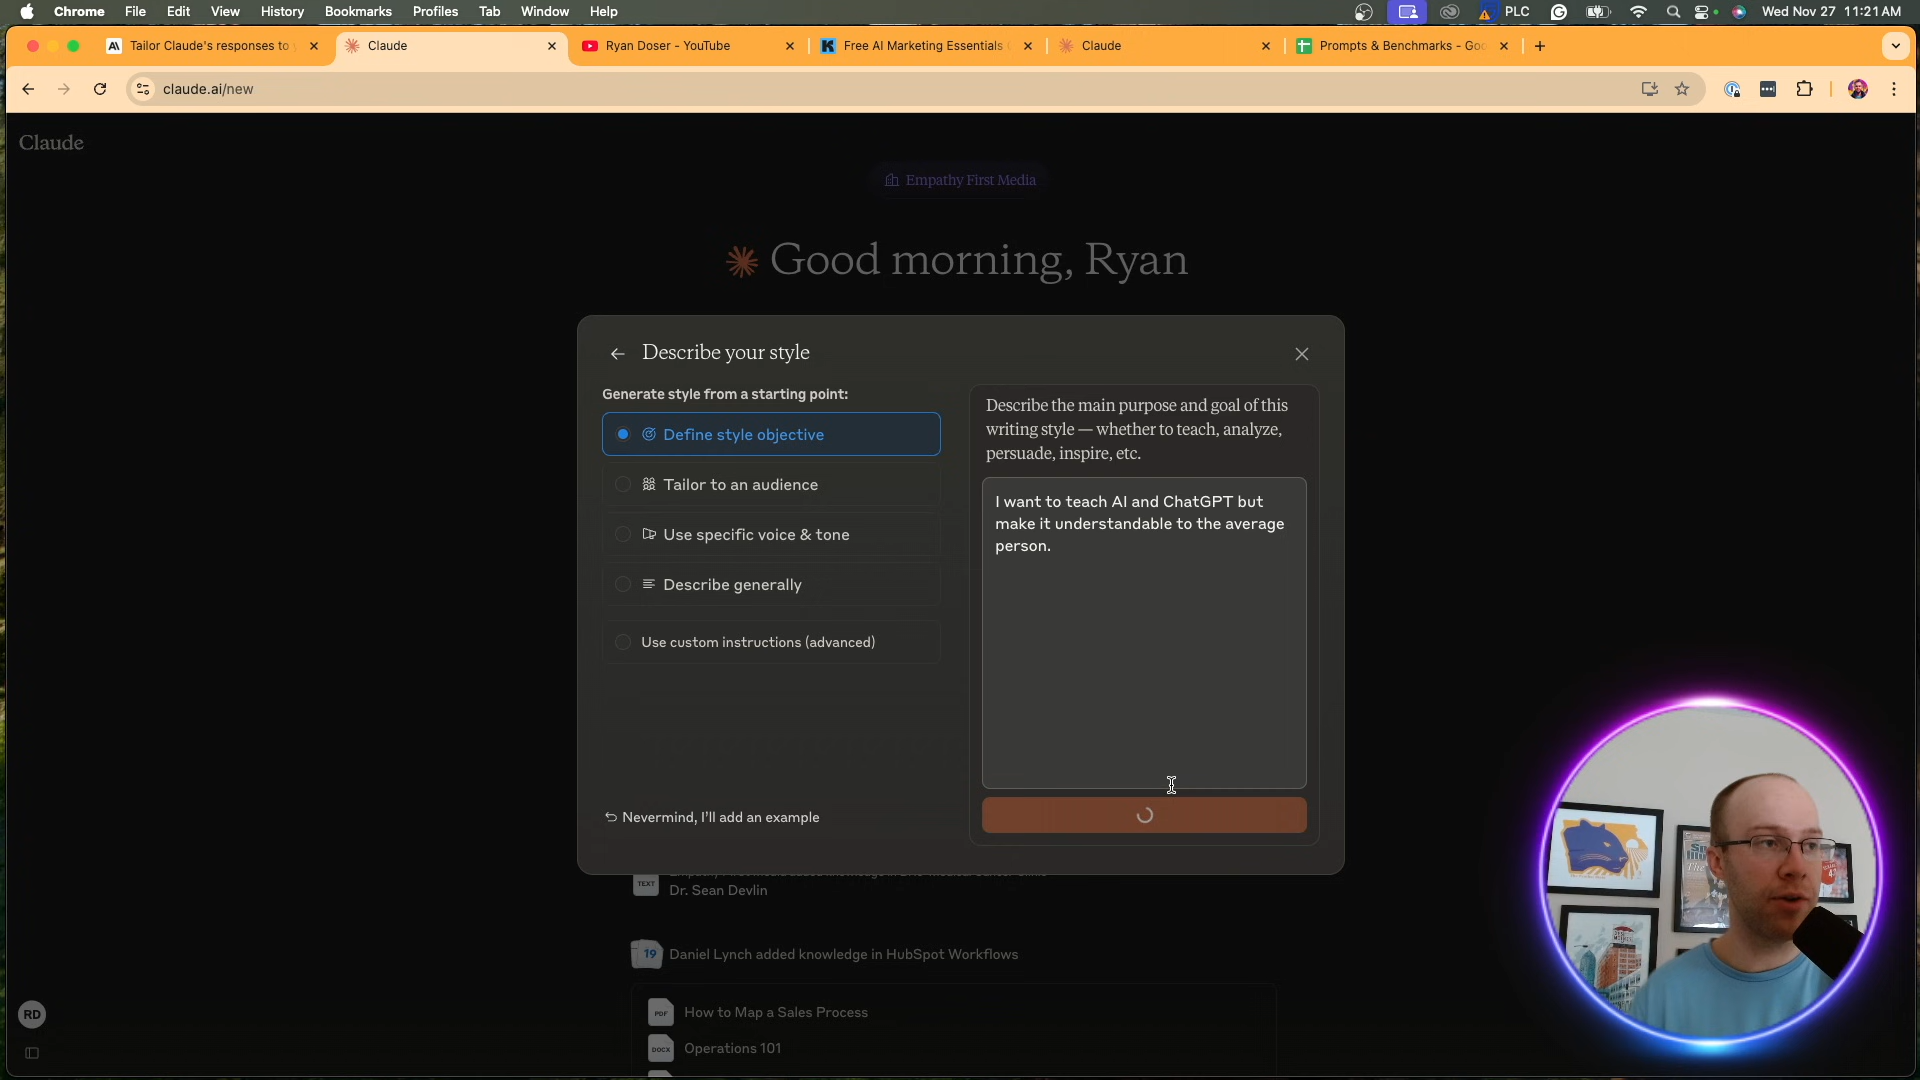 Chrome File Edit View History Bookmarks Profiles Tab Window Help PLC Wed Nov 27 11:21 AM
Tailor Claude's responses to Claude Ryan Doser - YouTube Free AI Marketing Essentials Claude Prompts & Benchmarks - Goo
claude.ai/new
Claude
Empathy First Media
Good morning, Ryan
Describe your style
Generate style from a starting point:
Define style objective
Tailor to an audience
Use specific voice & tone
Describe generally
Use custom instructions (advanced)
Nevermind, I'll add an example
Describe the main purpose and goal of this
writing style — whether to teach, analyze,
persuade, inspire, etc.
I want to teach AI and ChatGPT but
make it understandable to the average
person.
TEXT
Dr. Sean Devlin
19 Daniel Lynch added knowledge in HubSpot Workflows
PDF How to Map a Sales Process
DOCX Operations 101
RD